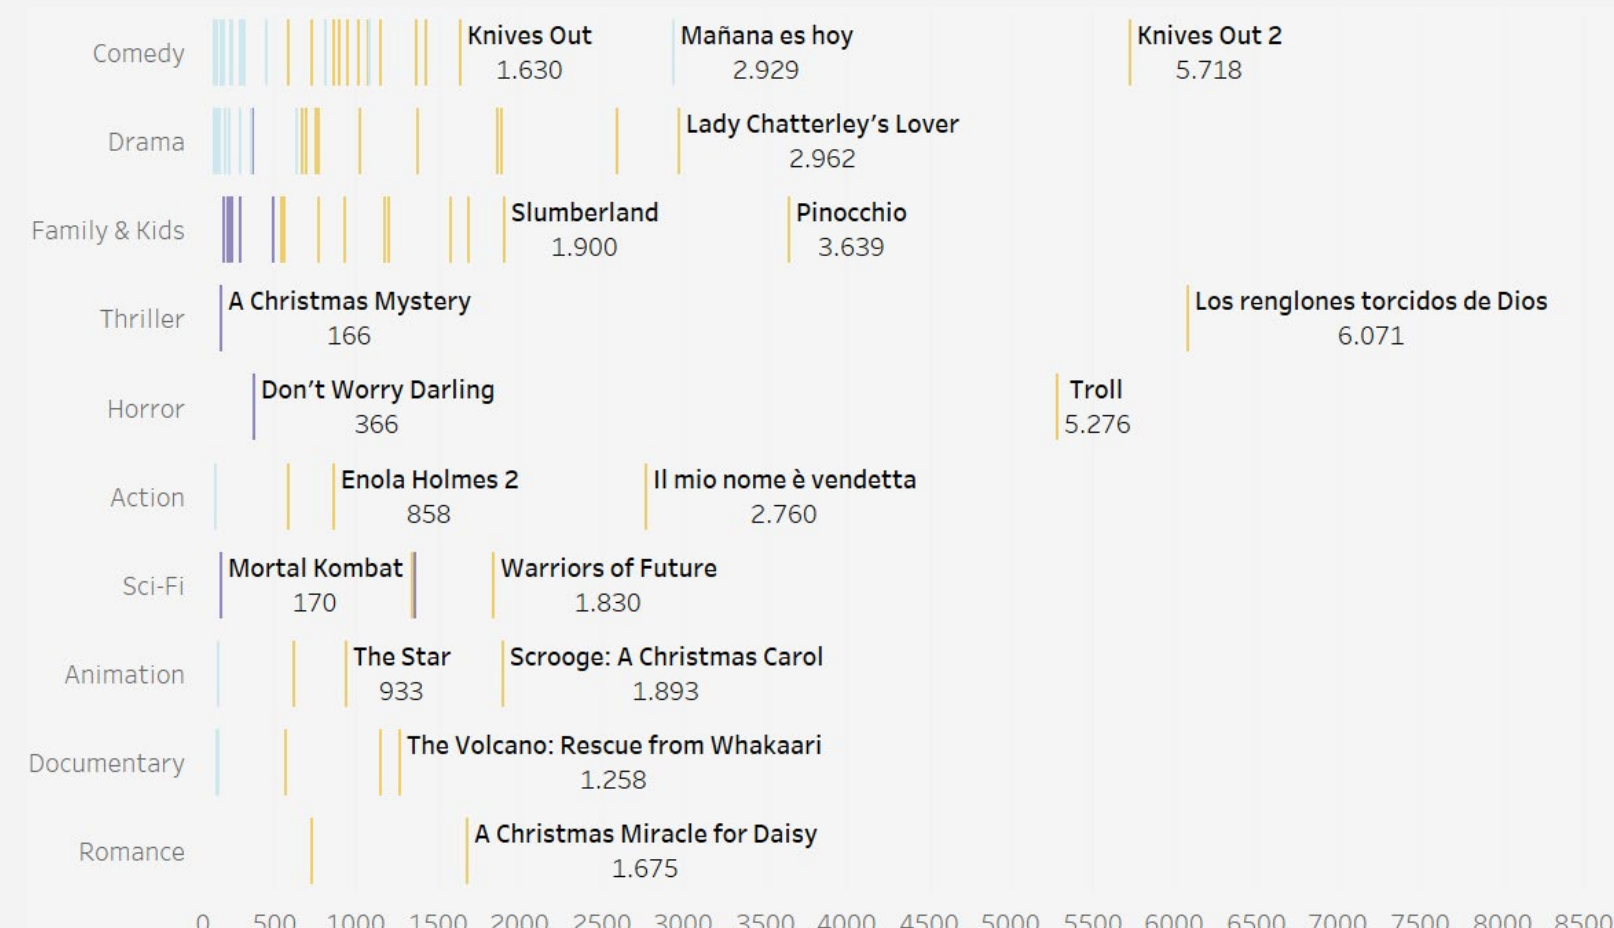 Comedy
Knives Out
1.630
Mañana es hoy
2.929
Knives Out 2
5.718
Drama
Lady Chatterley’s Lover
2.962
Family & Kids
Slumberland
1.900
Pinocchio
3.639
Thriller
A Christmas Mystery
166
Los renglones torcidos de Dios
6.071
Horror
Don’t Worry Darling
366
Troll
5.276
Action
Enola Holmes 2
858
Il mio nome è vendetta
2.760
Sci-Fi
Mortal Kombat
170
Warriors of Future
1.830
Animation
The Star
933
Scrooge: A Christmas Carol
1.893
Documentary
The Volcano: Rescue from Whakaari
1.258
Romance
A Christmas Miracle for Daisy
1.675
0 500 1000 1500 2000 2500 3000 3500 4000 4500 5000 5500 6000 6500 7000 7500 8000 8500